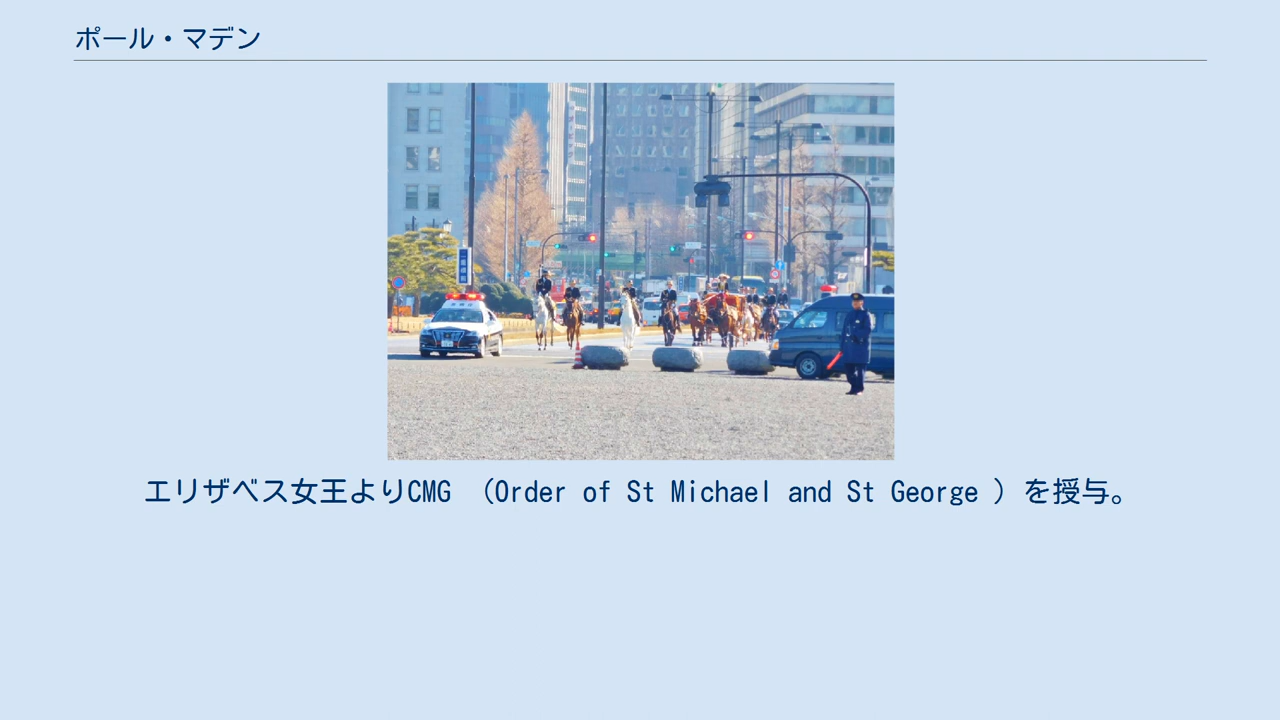 ポール・マデン
エリザベス女王よりCMG （Order of St Michael and St George ）を授与。